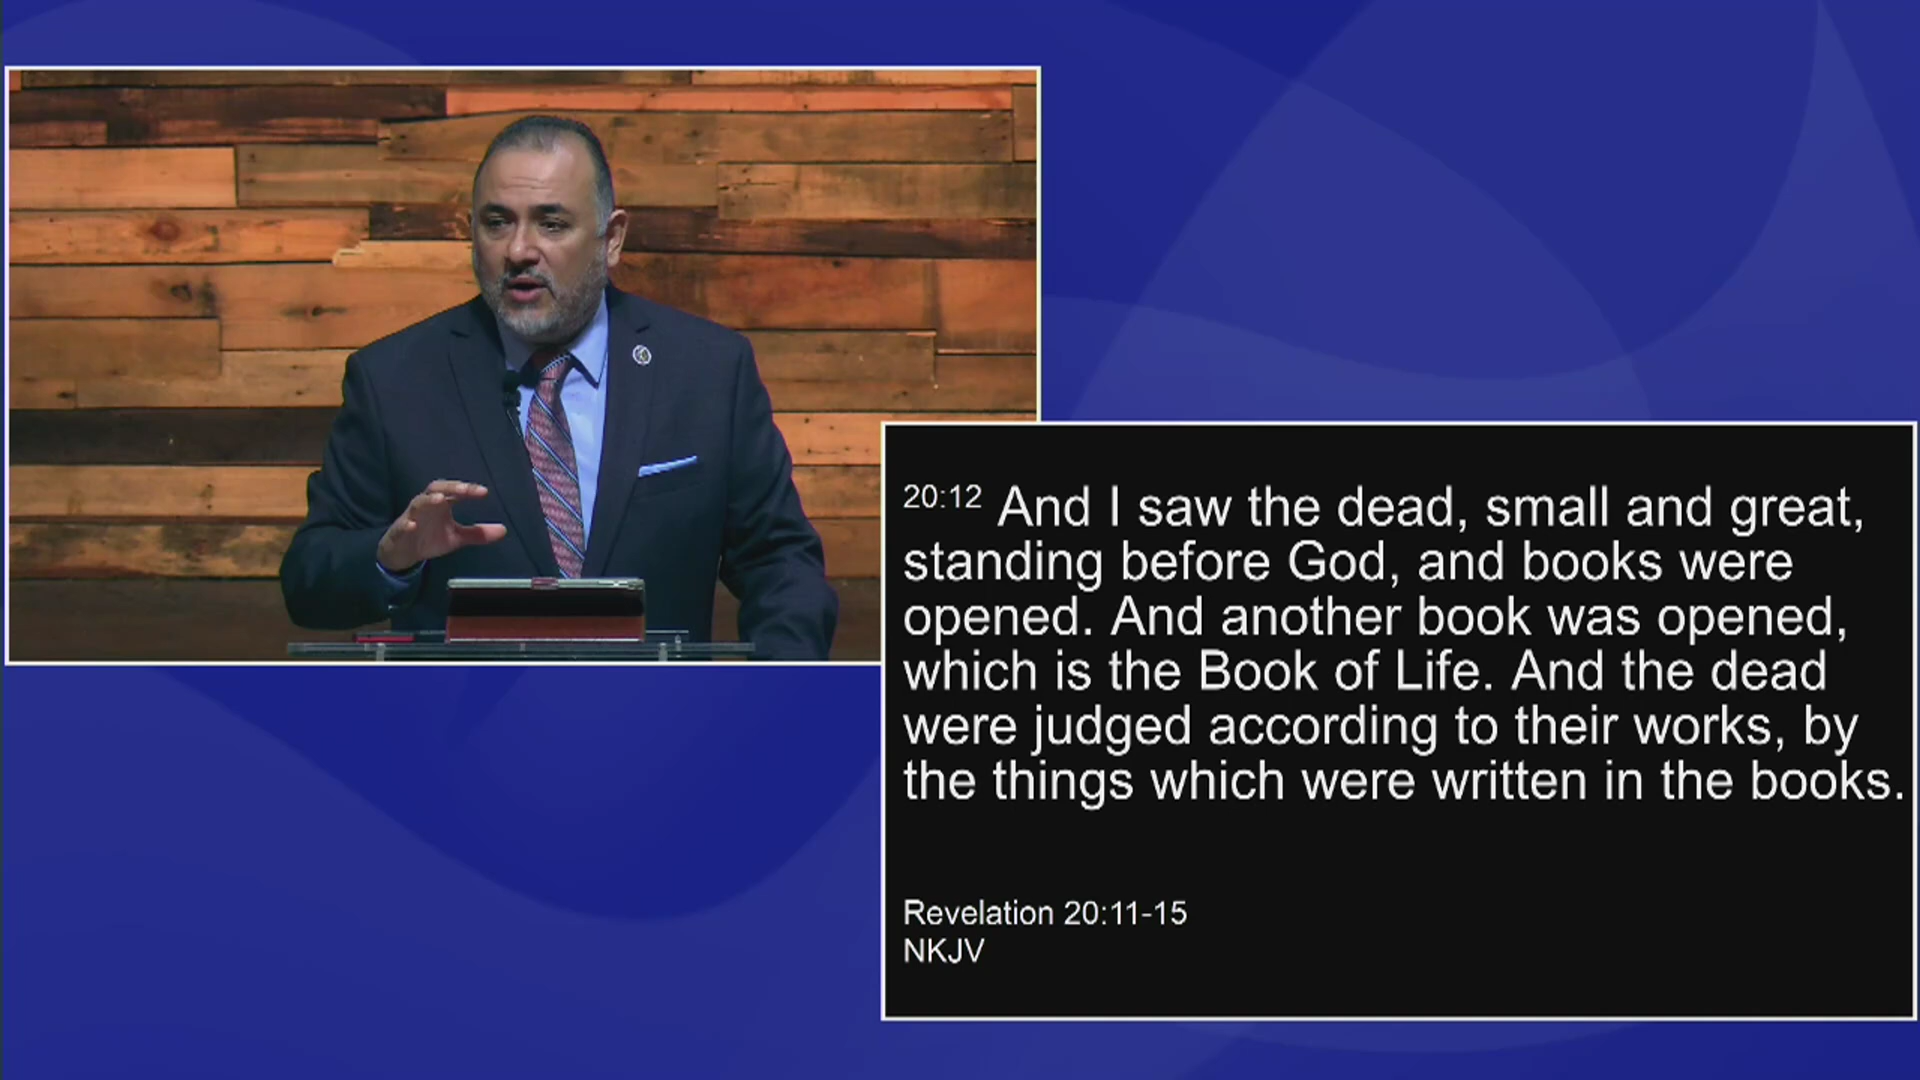 20:12 And I saw the dead, small and great,
standing before God, and books were
opened. And another book was opened,
which is the Book of Life. And the dead
were judged according to their works, by
the things which were written in the books.
Revelation 20:11-15
NKJV